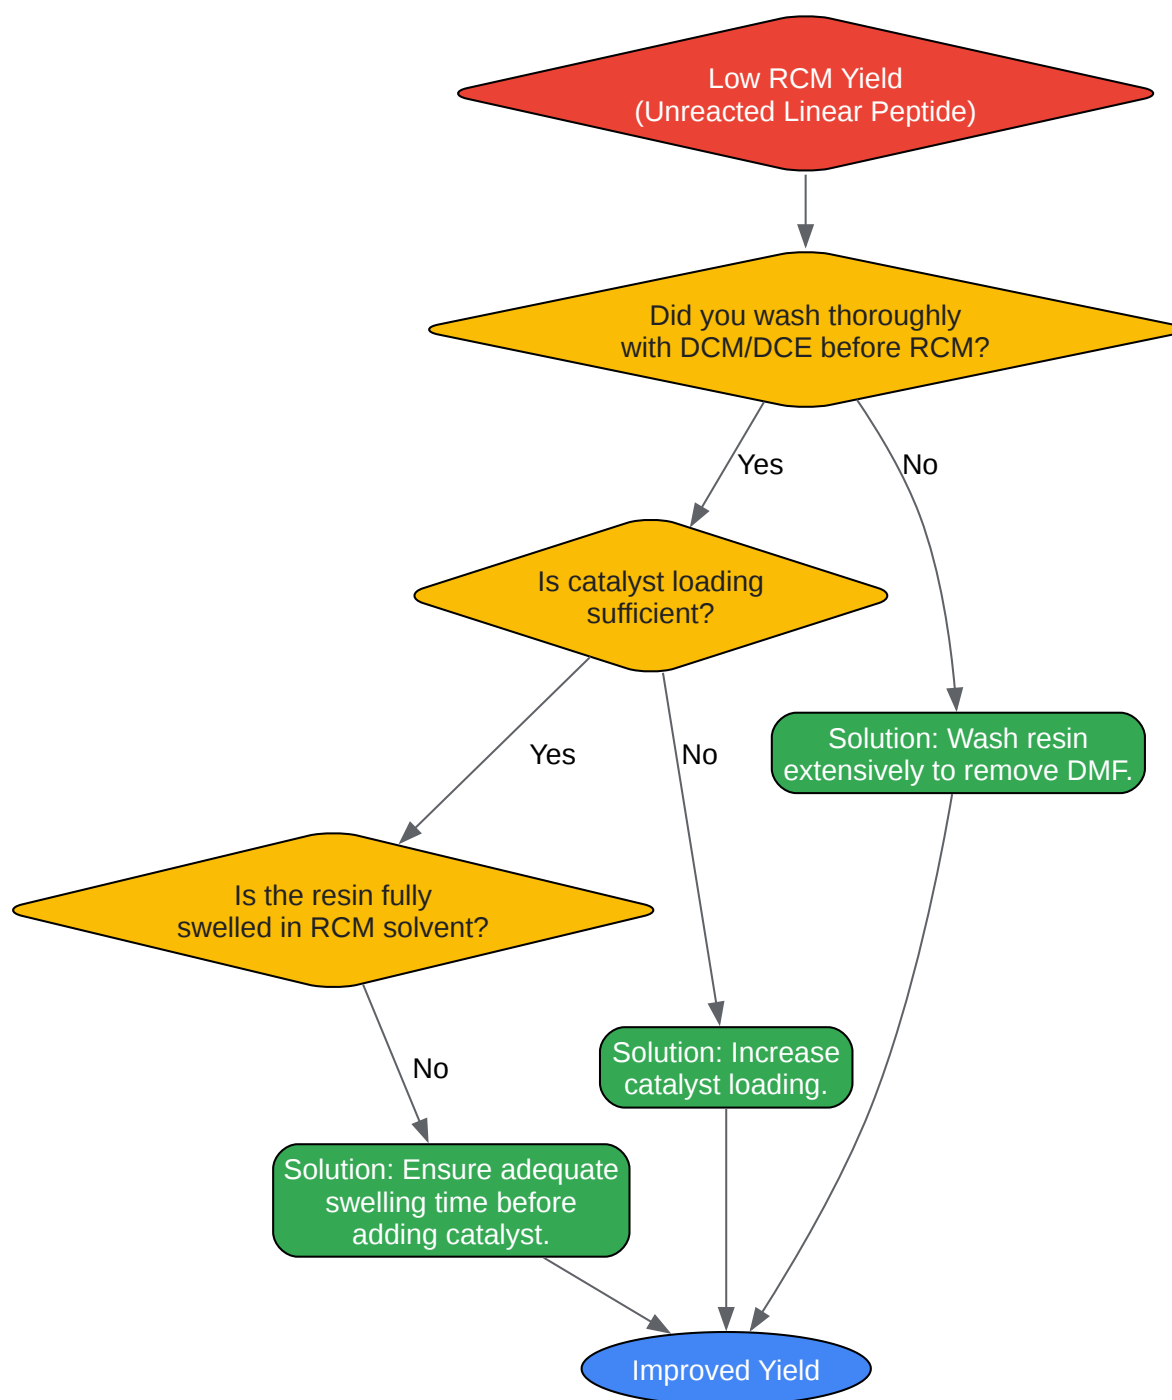 Low RCM Yield
(Unreacted Linear Peptide)
Did you wash thoroughly
with DCM/DCE before RCM?
Yes
No
Is catalyst loading
sufficient?
Solution: Wash resin
extensively to remove DMF.
Yes
No
Is the resin fully
swelled in RCM solvent?
Solution: Increase
catalyst loading.
No
Solution: Ensure adequate
swelling time before
adding catalyst.
Improved Yield